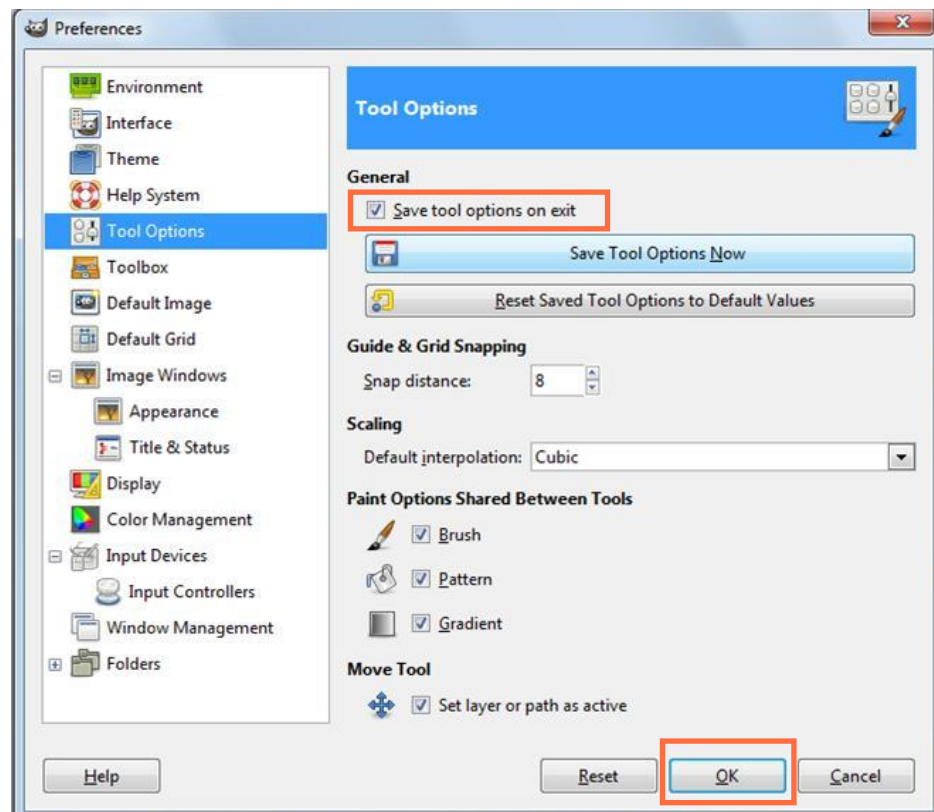 Preferences
Environment
Interface
Theme
Help System
Tool Options
Toolbox
Default Image
Default Grid
Image Windows
Appearance
Title & Status
Display
Color Management
Input Devices
Input Controllers
Window Management
Folders
Tool Options
General
Save tool options on exit
Save Tool Options Now
Reset Saved Tool Options to Default Values
Guide & Grid Snapping
Snap distance: 8
Scaling
Default interpolation: Cubic
Paint Options Shared Between Tools
Brush
Pattern
Gradient
Move Tool
Set layer or path as active
Help Reset OK Cancel